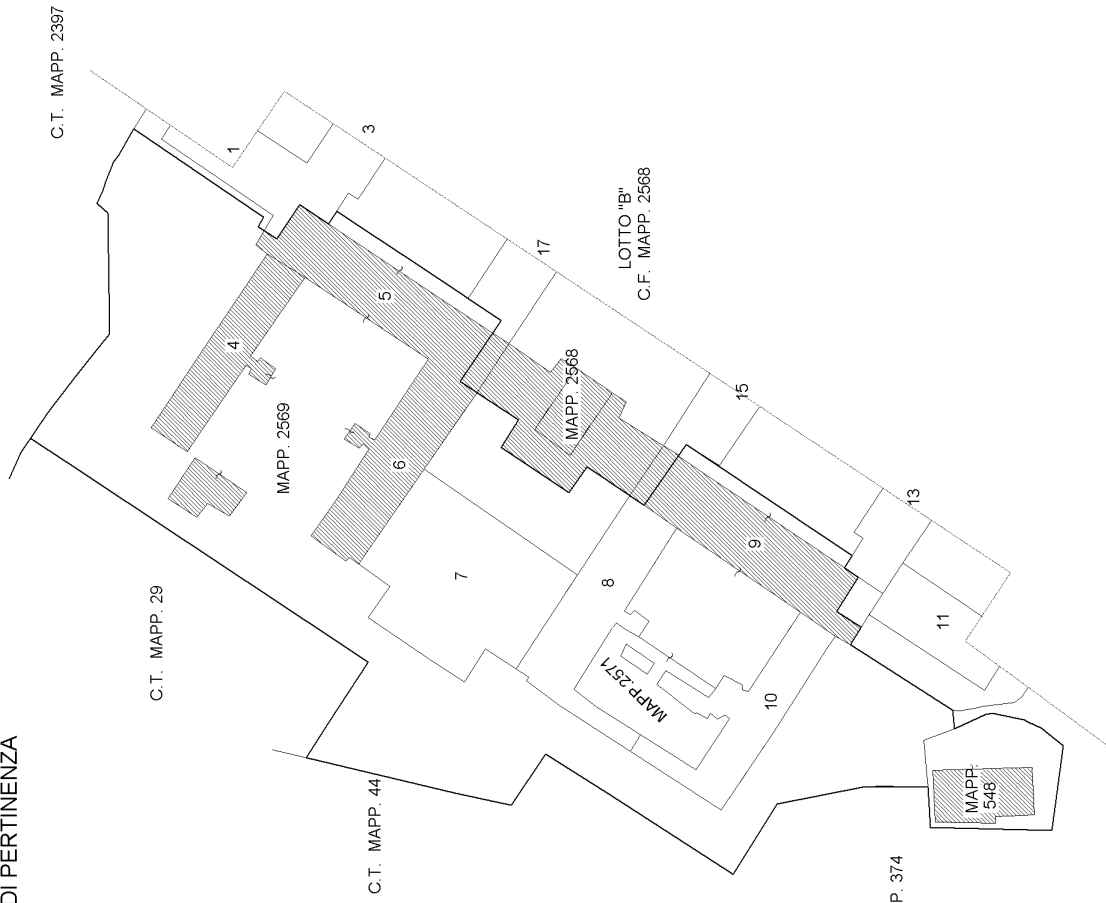 C.T. MAPP. 2397
1
3
17
LOTTO "B"
C.F. MAPP. 2568
5
4
MAPP. 2568
MAPP. 2569
6
15
13
9
7
8
C.T. MAPP. 29
11
MAPP.2571
10
DI PERTINENZA
C.T. MAPP. 44
MAPP.
548
P. 374